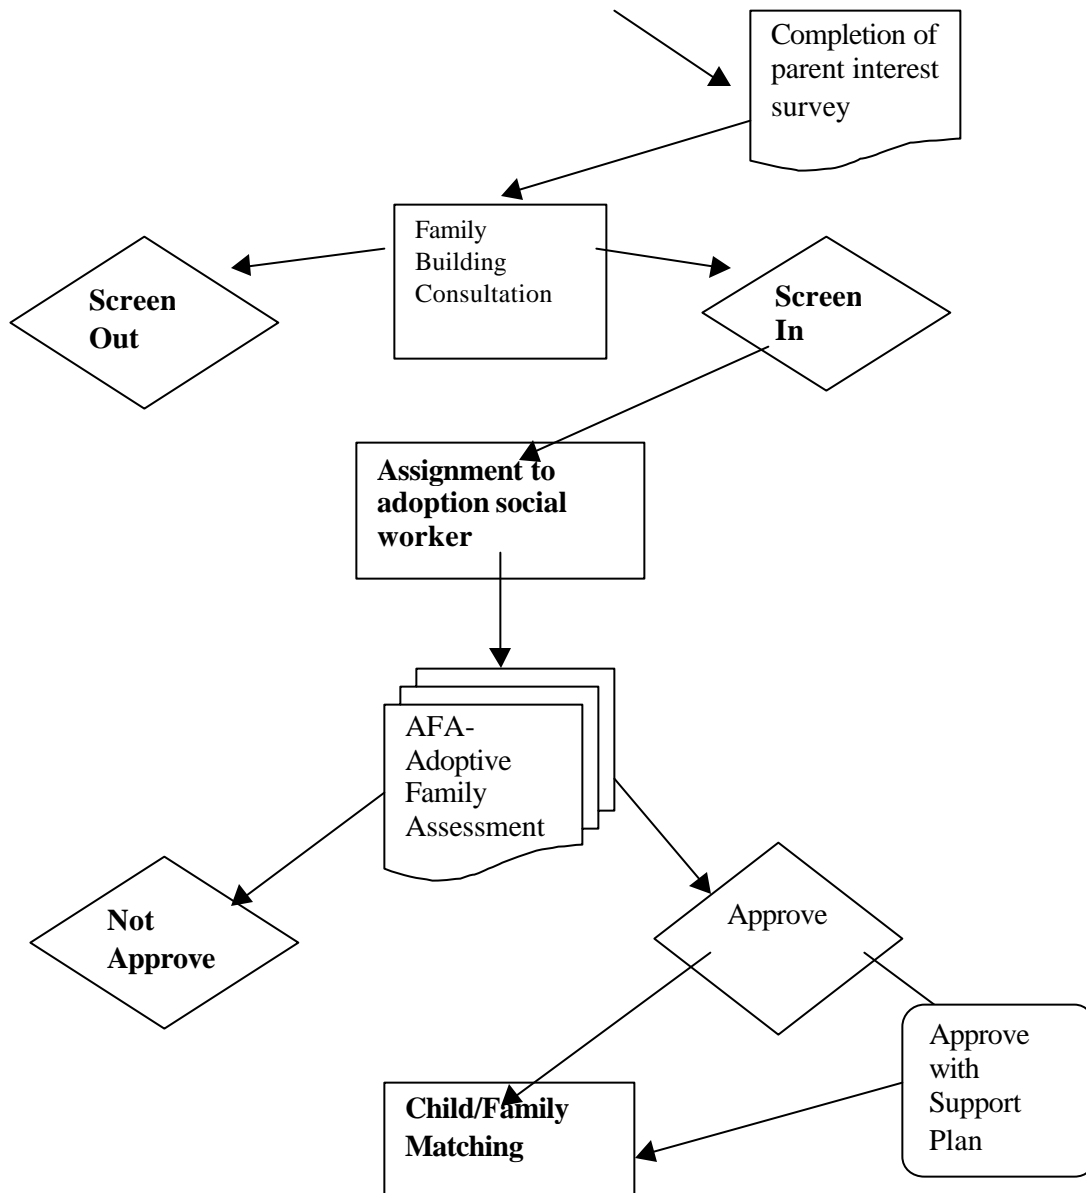 Completion of
parent interest
survey
Family
Building
Consultation
Screen
Out
Screen
In
Assignment to
adoption social
worker
AFA-
Adoptive
Family
Assessment
Not
Approve
Approve
Approve
with
Support
Plan
Child/Family
Matching